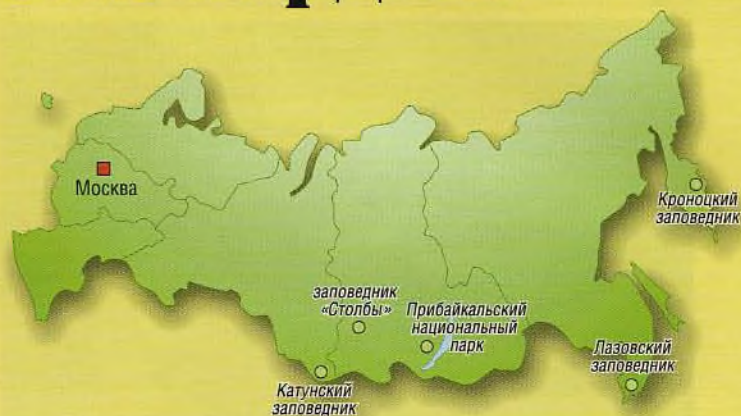 Москва
Кроноцкий
заповедник
заповедник
«Столбы»
Прибайкальский
национальный
парк
Лазовский
заповедник
Катунский
заповедник